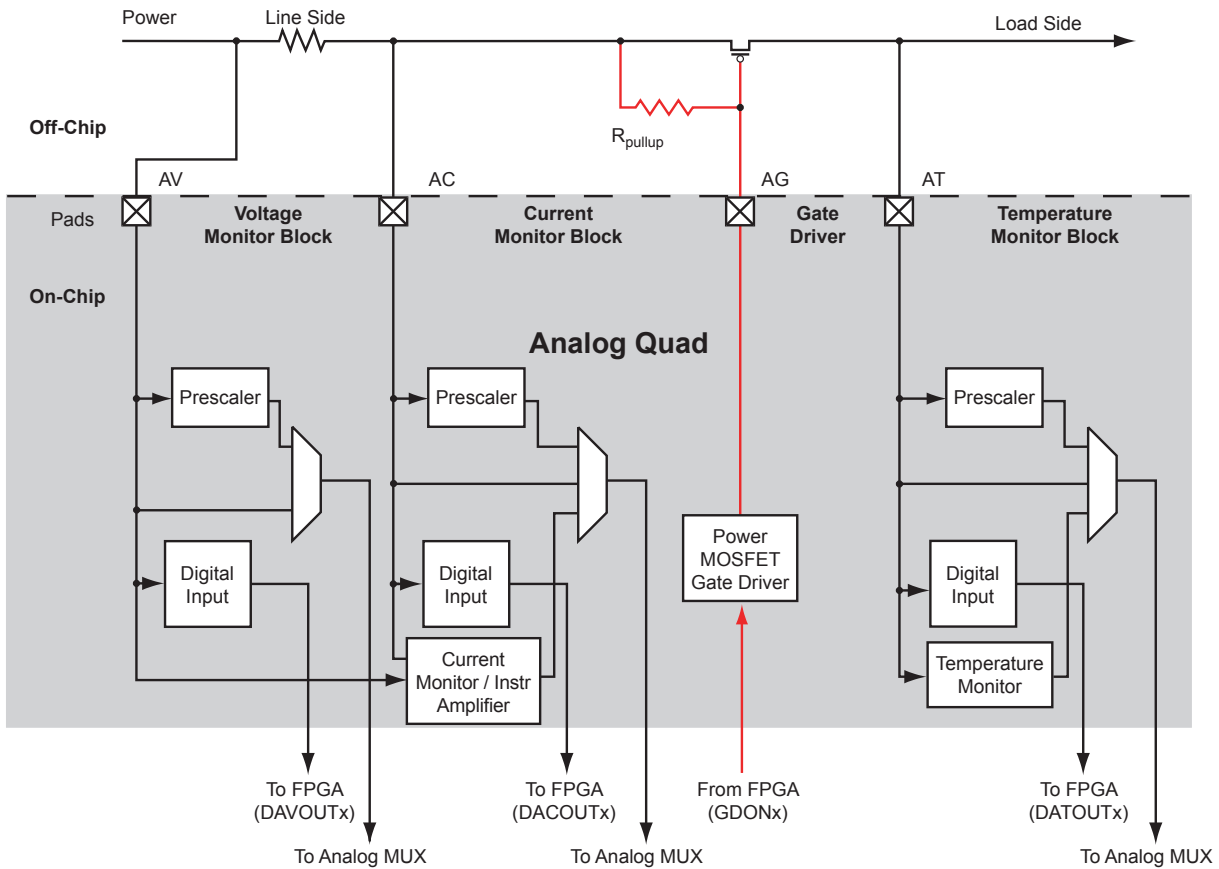 Power
Line Side
Load Side
Off-Chip
Rpullup
AV
AC
AG
AT
Pads
Voltage
Monitor Block
Current
Monitor Block
Gate
Driver
Temperature
Monitor Block
On-Chip
Analog Quad
Prescaler
Prescaler
Prescaler
Power
MOSFET
Gate Driver
Digital
Input
Digital
Input
Digital
Input
Current
Monitor / Instr
Amplifier
Temperature
Monitor
To FPGA
(DAVOUTx)
To FPGA
(DACOUTx)
From FPGA
(GDONx)
To FPGA
(DATOUTx)
To Analog MUX
To Analog MUX
To Analog MUX